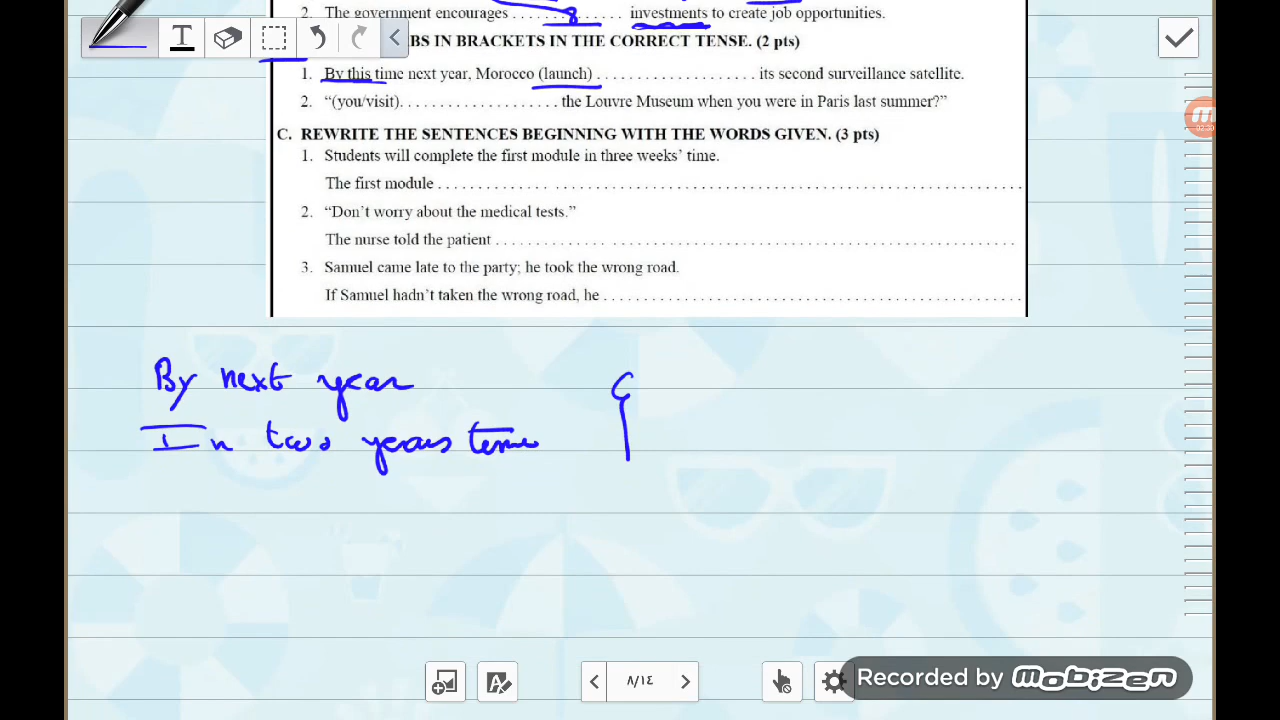 2. The government encourages . . . . . . . . . . . . . . investments to create job opportunities.
BS IN BRACKETS IN THE CORRECT TENSE. (2 pts)
1. By this time next year, Morocco (launch) . . . . . . . . . . . . . . . . . . . its second surveillance satellite.
2. “(you/visit). . . . . . . . . . . . . . . . . . . the Louvre Museum when you were in Paris last summer?”
C. REWRITE THE SENTENCES BEGINNING WITH THE WORDS GIVEN. (3 pts)
1. Students will complete the first module in three weeks’ time.
The first module . . . . . . . . . . . . . . . . . . . . . . . . . . . . . . . . . . . . . . . . . . . . . . . . . . . . . . . . . . . . . . . . . . . .
2. “Don’t worry about the medical tests.”
The nurse told the patient . . . . . . . . . . . . . . . . . . . . . . . . . . . . . . . . . . . . . . . . . . . . . . . . . . . . . . . . . . . .
3. Samuel came late to the party; he took the wrong road.
If Samuel hadn’t taken the wrong road, he . . . . . . . . . . . . . . . . . . . . . . . . . . . . . . . . . . . . . . . . . . . . . . . .
By next year
In two years time
٨/١٤
Recorded by mobizen